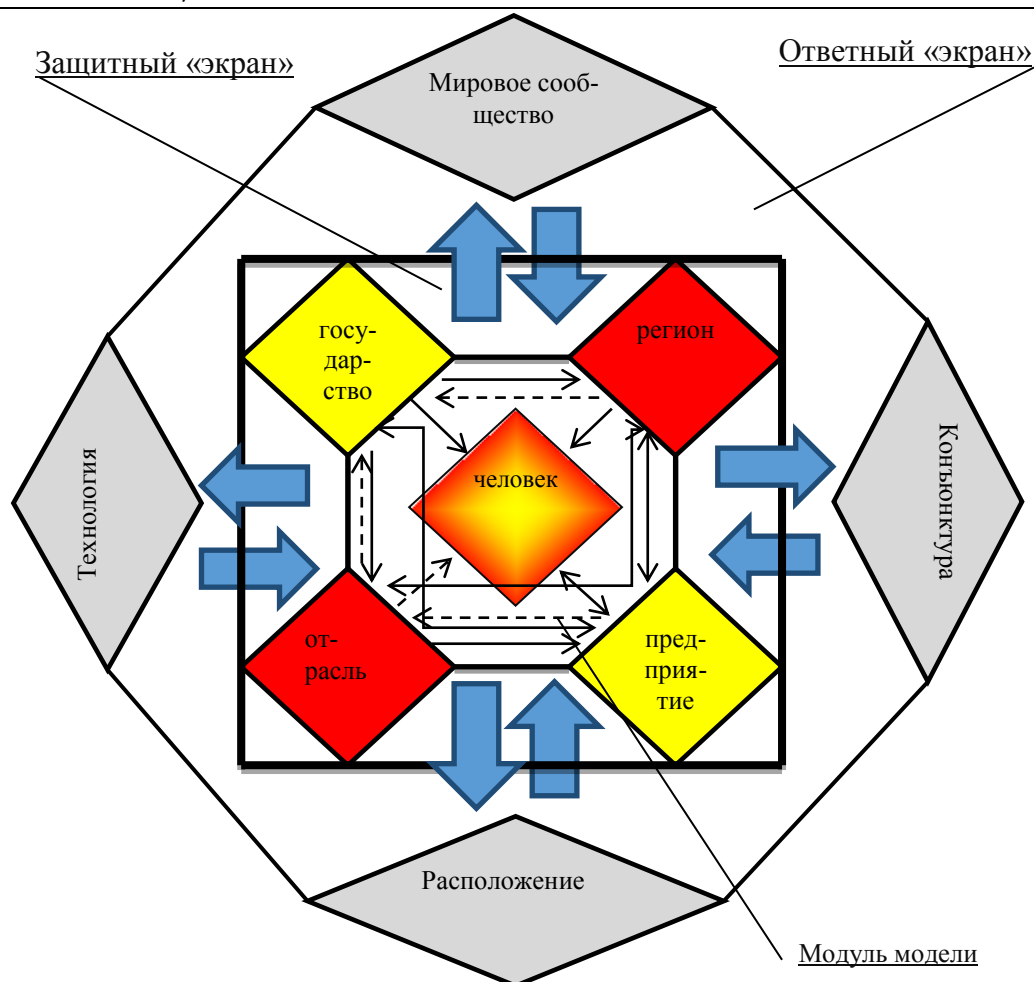 Защитный «экран»
Ответный «экран»
Мировое сооб-
щество
госу-
дар-
ство
регион
человек
Технология
Конъюнктура
от-
расль
пред-
прия-
тие
Расположение
Модуль модели